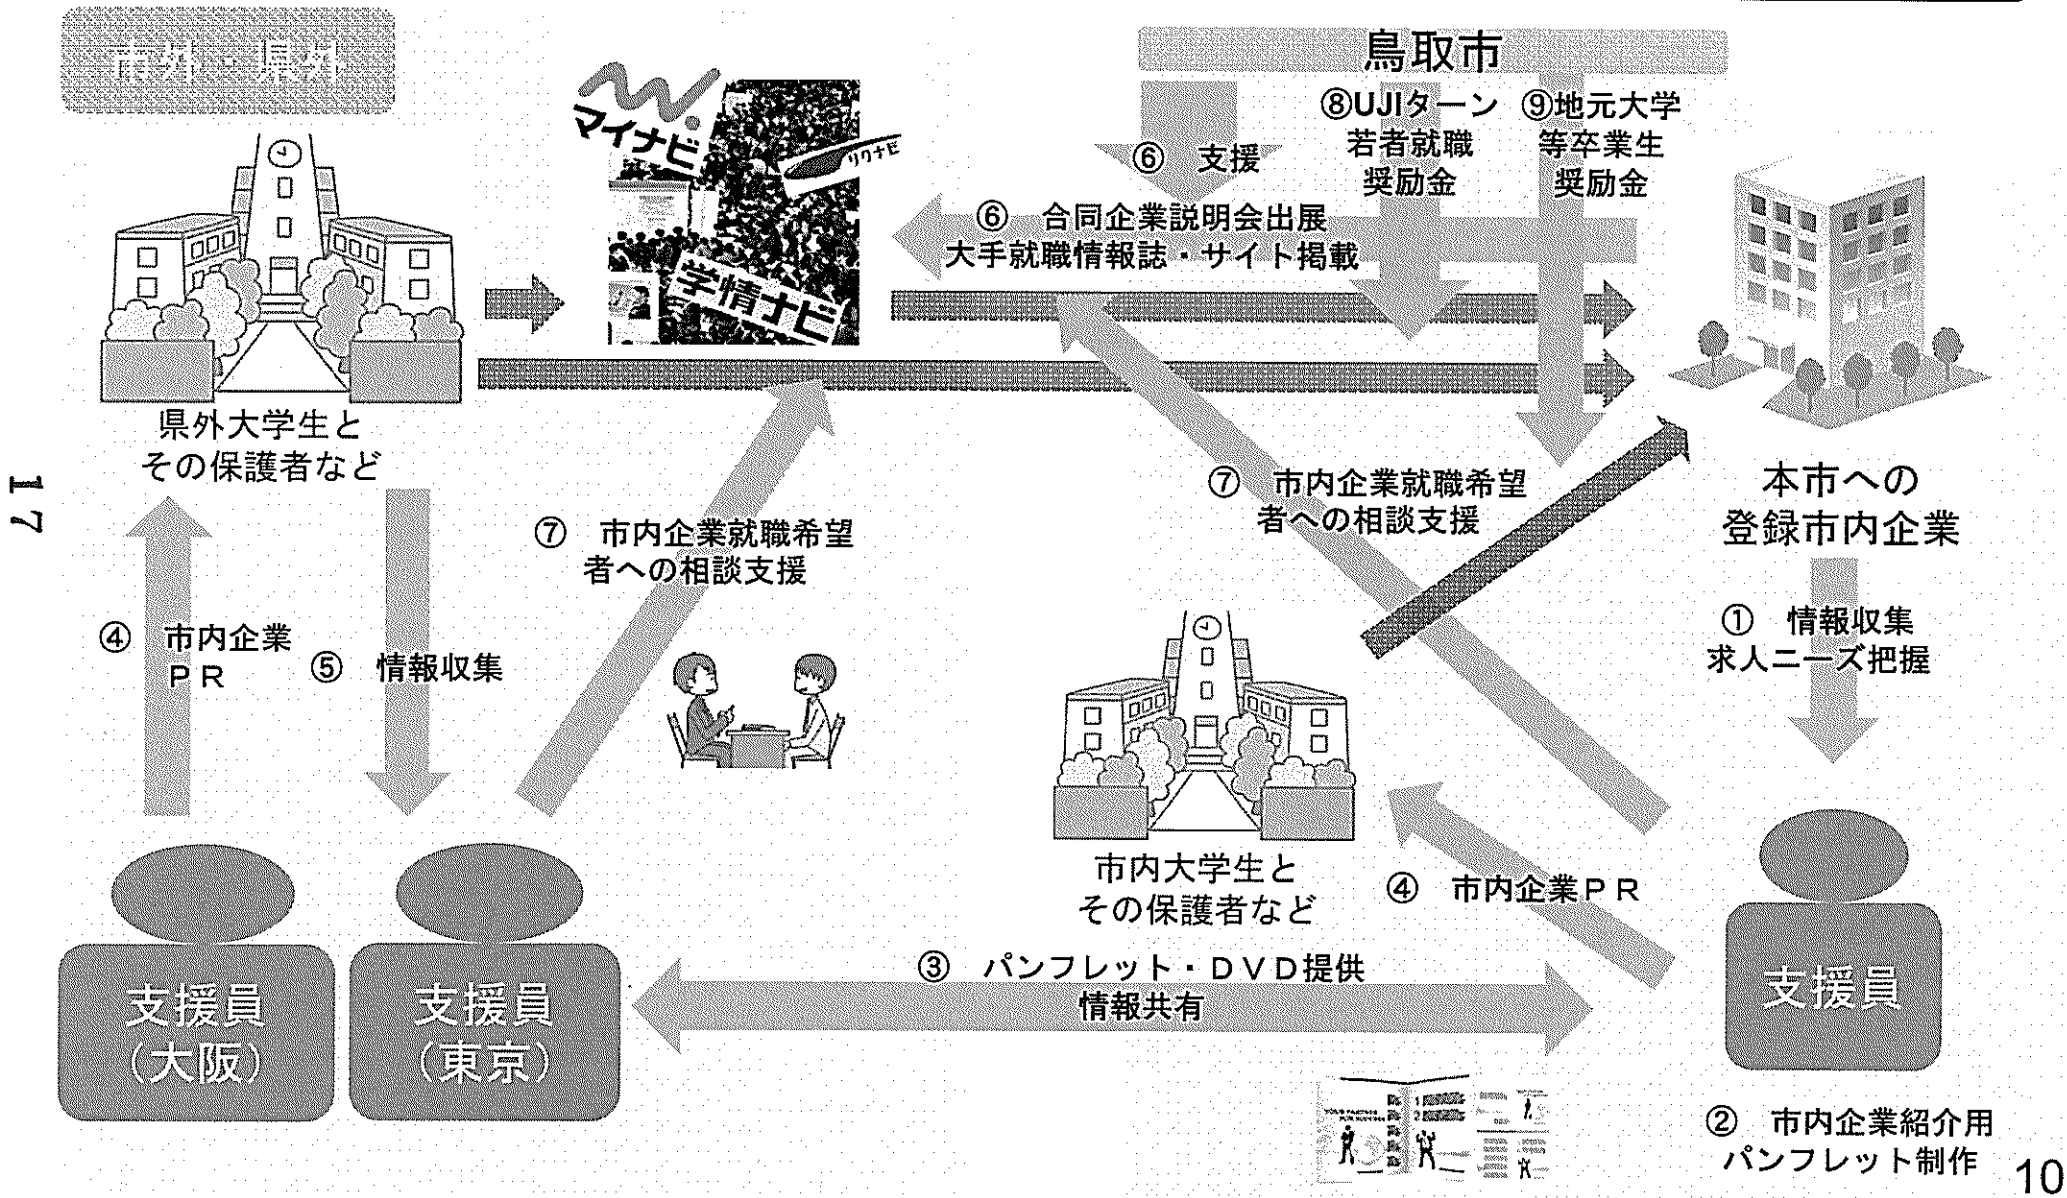 市外・県外
鳥取市
マイナビ
リクナビ
学情ナビ
⑥ 支援
⑧UJIターン
若者就職
奨励金
⑨地元大学
等卒業生
奨励金
⑥ 合同企業説明会出展
大手就職情報誌・サイト掲載
県外大学生と
その保護者など
本市への
登録市内企業
17
⑦ 市内企業就職希望
者への相談支援
⑦ 市内企業就職希望
者への相談支援
④ 市内企業
ＰＲ
⑤ 情報収集
① 情報収集
求人ニーズ把握
市内大学生と
その保護者など
④ 市内企業ＰＲ
③ パンフレット・ＤＶＤ提供
情報共有
支援員
（大阪）
支援員
（東京）
支援員
② 市内企業紹介用
パンフレット制作
10